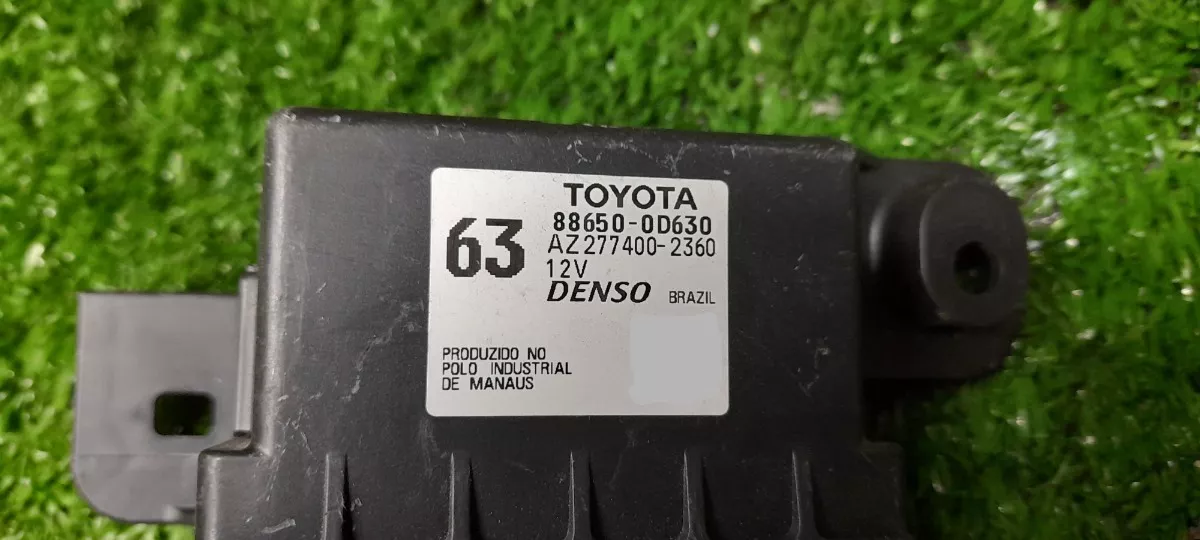 TOYOTA
63
88650-0D630
AZ277400-2360
12V
DENSO BRAZIL
PRODUZIDO NO
POLO INDUSTRIAL
DE MANAUS